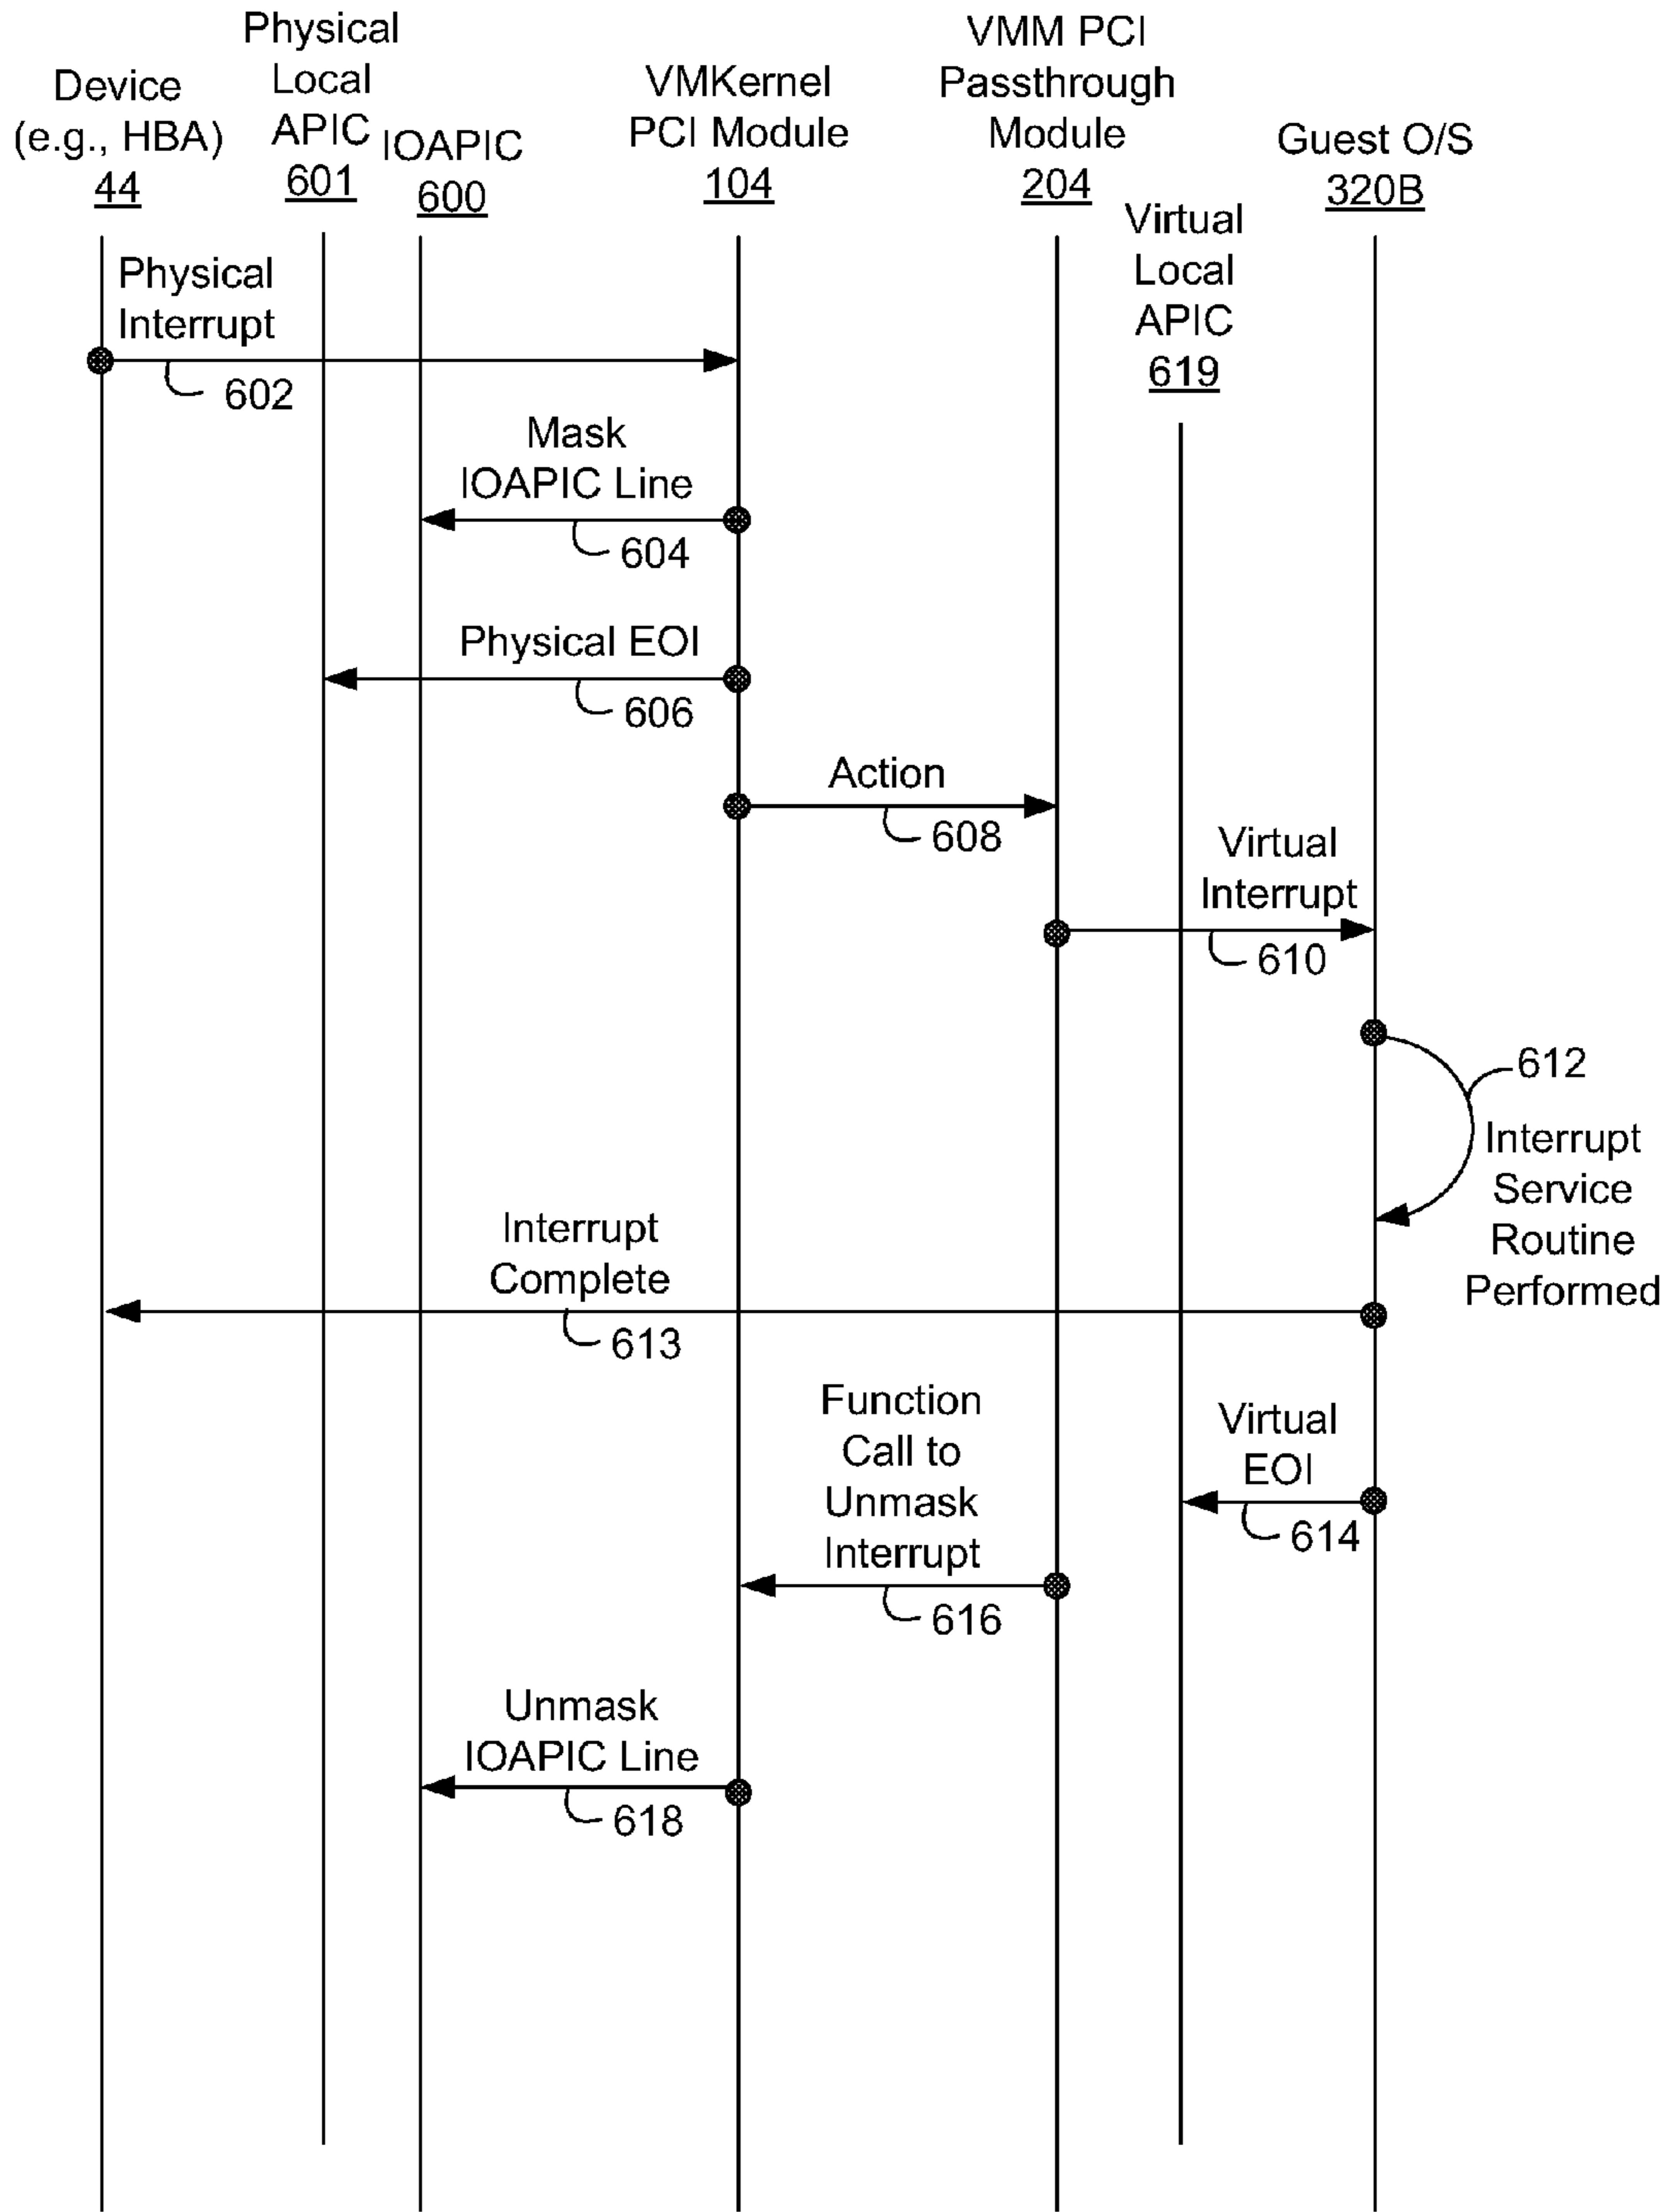 Device
(e.g., HBA)
44
Physical
Local
APIC
601
IOAPIC
600
VMKernel
PCI Module
104
VMM PCI
Passthrough
Module
204
Virtual
Local
APIC
619
Guest O/S
320B
Physical
Interrupt
602
Mask
IOAPIC Line
604
Physical EOI
606
Action
608
Virtual
Interrupt
610
612
Interrupt
Service
Routine
Performed
Interrupt
Complete
613
Virtual
EOI
614
Function
Call to
Unmask
Interrupt
616
Unmask
IOAPIC Line
618